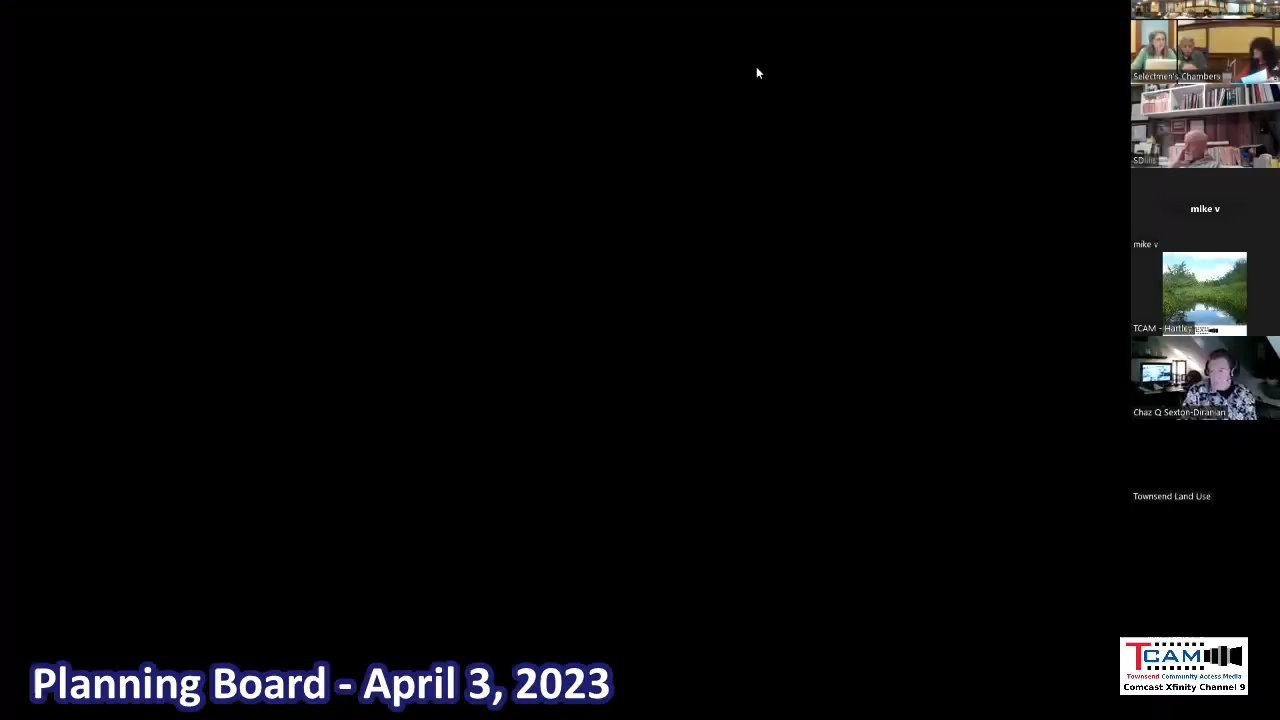 Selectmen's Chambers
SDillis
mike v
mike v
TCAM - Hartley
Chaz Q Sexton-Diranian
Townsend Land Use
TCAM
Townsend Community Access Media
Comcast Xfinity Channel 9
Planning Board - April 3, 2023